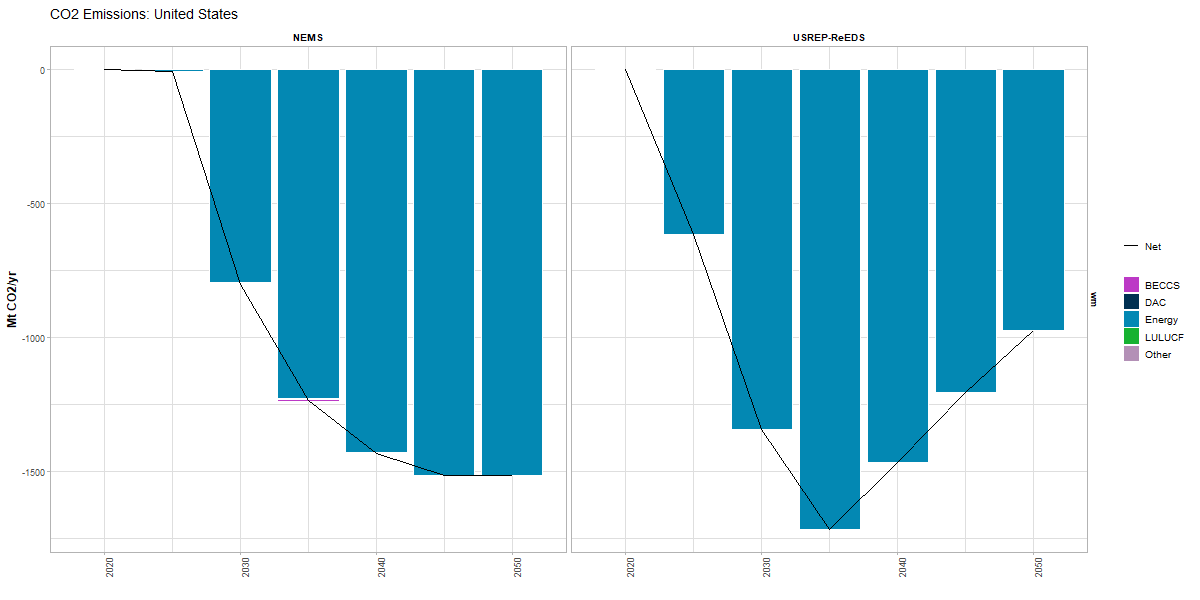 CO2 Emissions: United States
NEMS
USREP-ReEDS
Mt CO2/yr
0
-500
-1000
-1500
2020
2030
2040
2050
2020
2030
2040
2050
Net
BECCS
DAC
Energy
LULUCF
Other